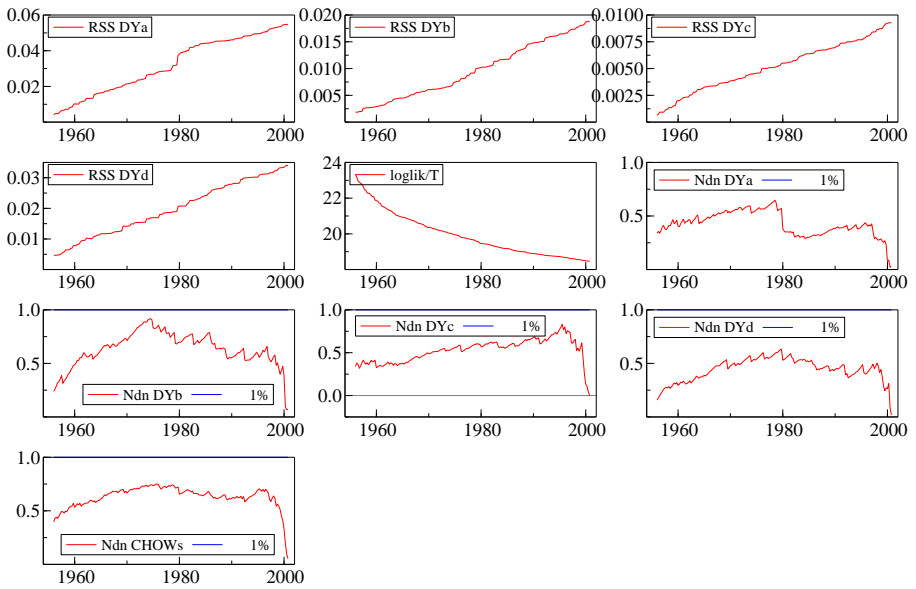 0.06
RSS DYa
0.04
0.02
1960 1980 2000
0.020
RSS DYb
0.015
0.010
0.005
1960 1980 2000
0.0100
RSS DYc
0.0075
0.0050
0.0025
1960 1980 2000
RSS DYd
0.03
0.02
0.01
1960 1980 2000
24
loglik/T
22
20
1960 1980 2000
1.0
Ndn DYa 1%
0.5
1960 1980 2000
1.0
0.5
Ndn DYb 1%
1960 1980 2000
1.0
Ndn DYc 1%
0.5
0.0
1960 1980 2000
1.0
Ndn DYd 1%
0.5
1960 1980 2000
1.0
0.5
Ndn CHOWs 1%
1960 1980 2000